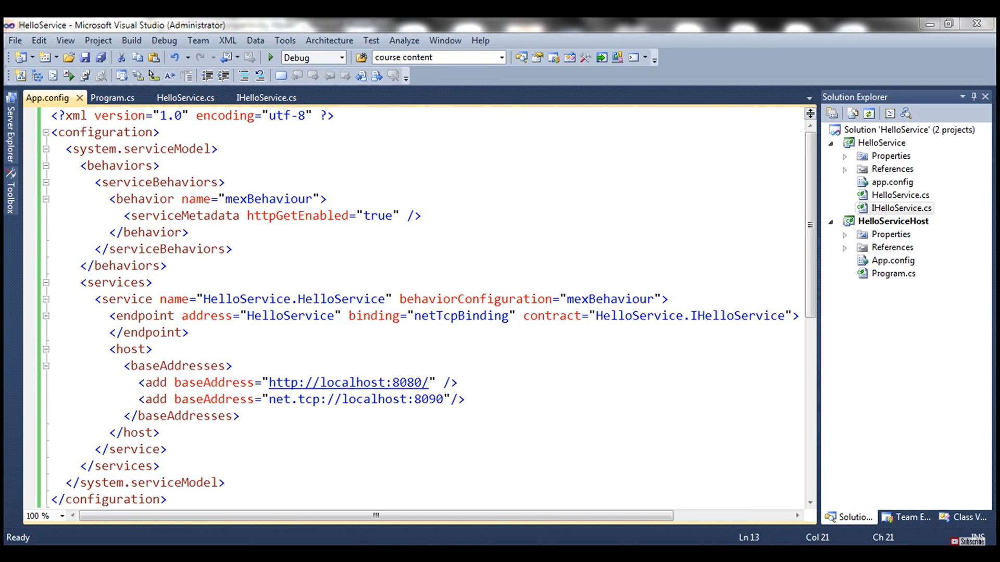 HelloService - Microsoft Visual Studio (Administrator)
File Edit View Project Build Debug Team XML Data Tools Architecture Test Analyze Window Help
Debug course content
App.config Program.cs HelloService.cs IHelloService.cs
Server Explorer
Toolbox
<?xml version="1.0" encoding="utf-8" ?>
<configuration>
<system.serviceModel>
<behaviors>
<serviceBehaviors>
<behavior name="mexBehaviour">
<serviceMetadata httpGetEnabled="true" />
</behavior>
</serviceBehaviors>
</behaviors>
<services>
<service name="HelloService.HelloService" behaviorConfiguration="mexBehaviour">
<endpoint address="HelloService" binding="netTcpBinding" contract="HelloService.IHelloService">
</endpoint>
<host>
<baseAddresses>
<add baseAddress="http://localhost:8080/" />
<add baseAddress="net.tcp://localhost:8090"/>
</baseAddresses>
</host>
</service>
</services>
</system.serviceModel>
</configuration>
100 %
Solution Explorer
Solution 'HelloService' (2 projects)
HelloService
Properties
References
app.config
HelloService.cs
IHelloService.cs
HelloServiceHost
Properties
References
App.config
Program.cs
Solutio... Team E... Class V...
Ready Ln 13 Col 21 Ch 21 INS
Subscribe